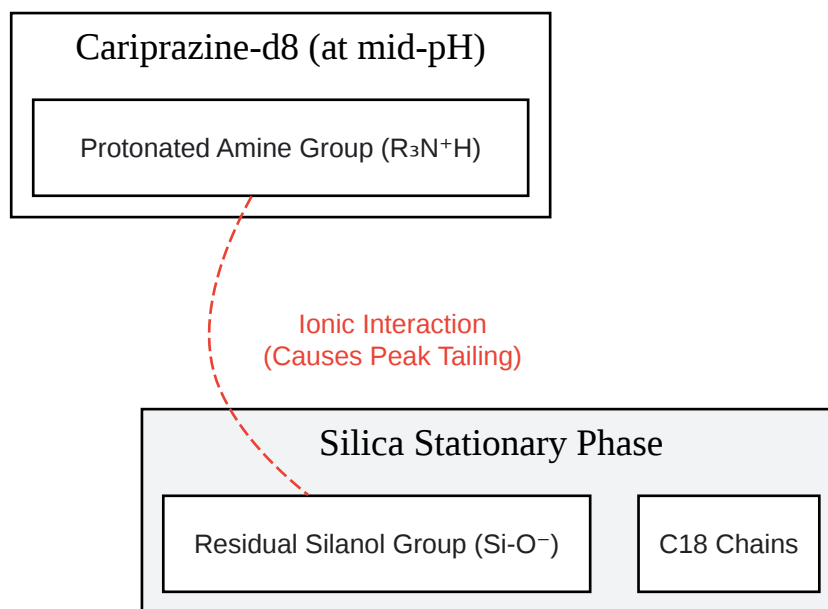 Cariprazine-d8 (at mid-pH)
Protonated Amine Group (R₃N⁺H)
Ionic Interaction
(Causes Peak Tailing)
Silica Stationary Phase
Residual Silanol Group (Si-O⁻)
C18 Chains